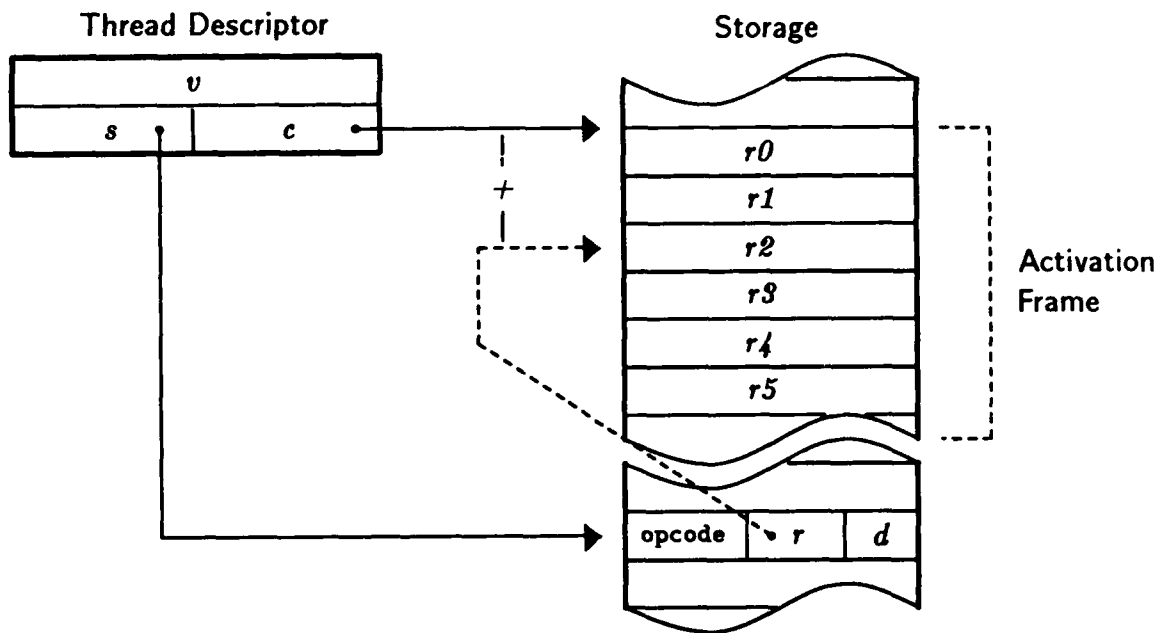 Thread Descriptor
Storage
v
s
c
r0
r1
+
r2
r3
r4
r5
Activation
Frame
opcode
r
d